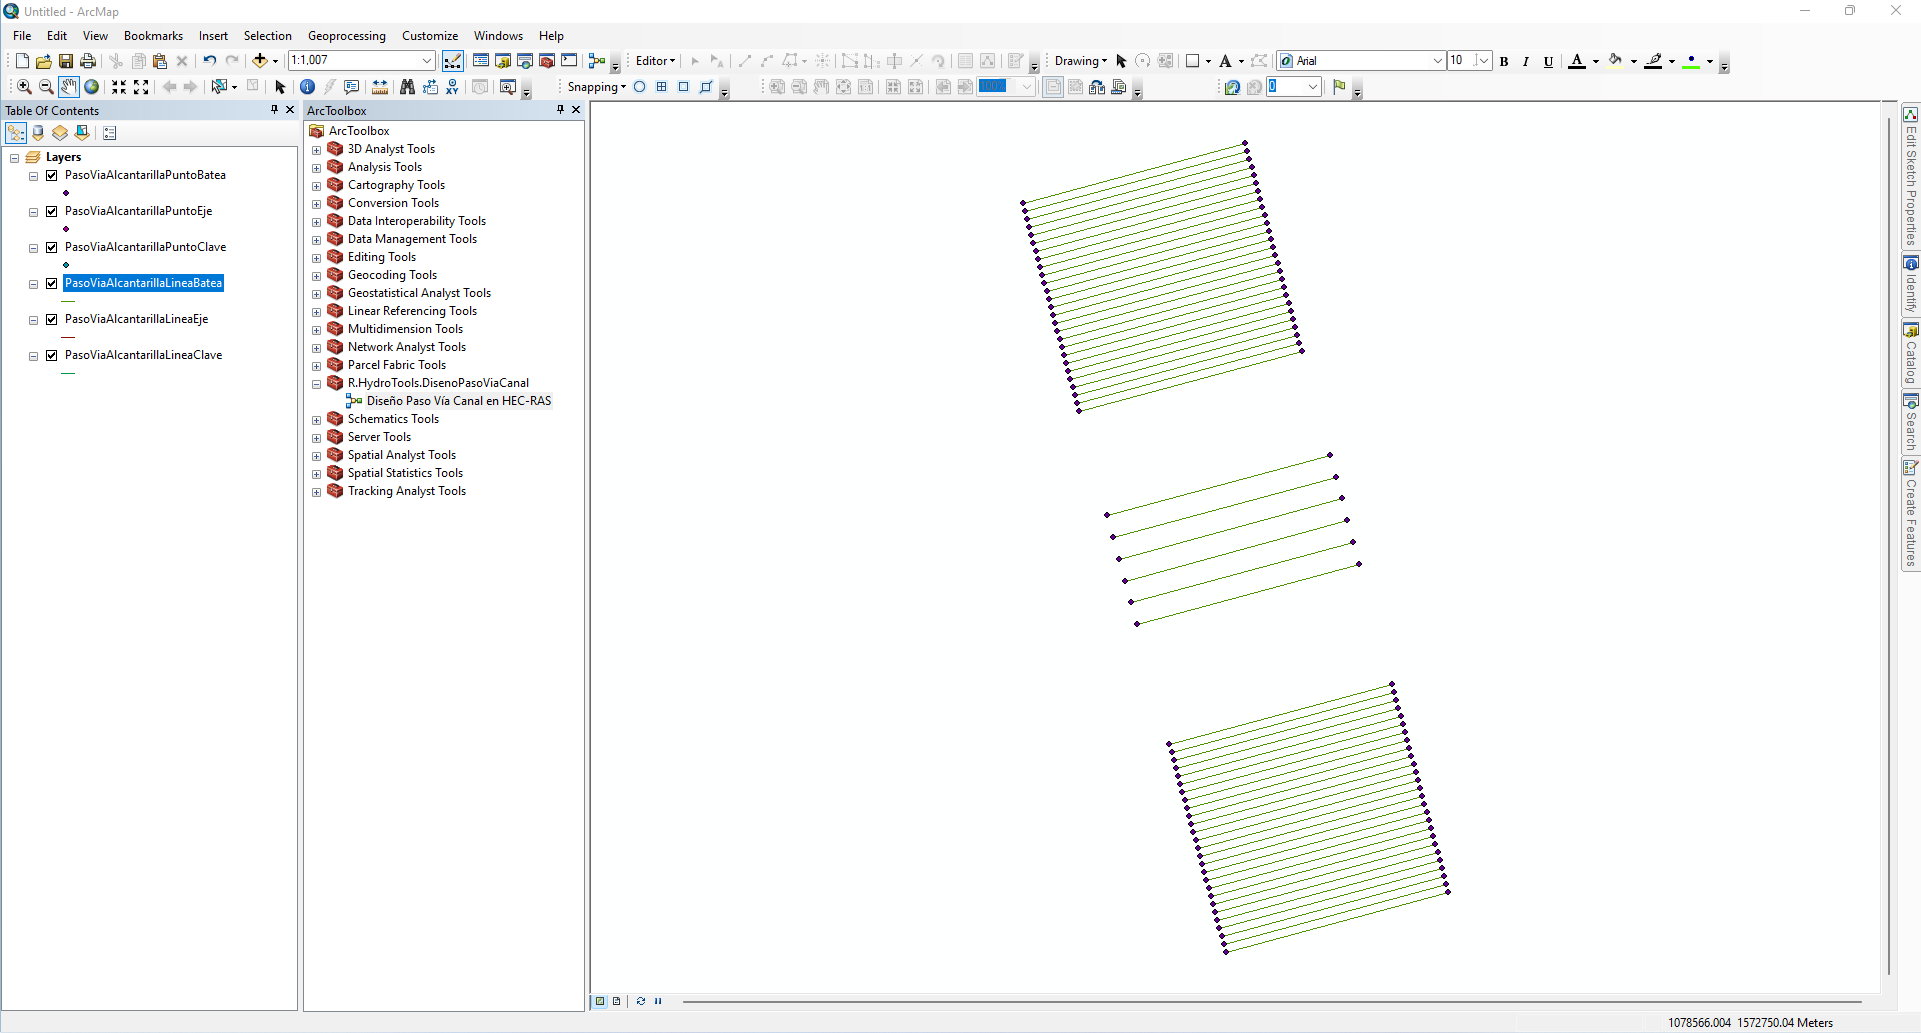 Untitled - ArcMap
File Edit View Bookmarks Insert Selection Geoprocessing Customize Windows Help
1:1,007 Editor Drawing A Arial 10 B I U A
Snapping 100% 0
Table Of Contents
Layers
PasoViaAlcantarillaPuntoBatea
PasoViaAlcantarillaPuntoEje
PasoViaAlcantarillaPuntoClave
PasoViaAlcantarillaLineaBatea
PasoViaAlcantarillaLineaEje
PasoViaAlcantarillaLineaClave
ArcToolbox
ArcToolbox
3D Analyst Tools
Analysis Tools
Cartography Tools
Conversion Tools
Data Interoperability Tools
Data Management Tools
Editing Tools
Geocoding Tools
Geostatistical Analyst Tools
Linear Referencing Tools
Multidimension Tools
Network Analyst Tools
Parcel Fabric Tools
R.HydroTools.DisenoPasoViaCanal
Diseño Paso Vía Canal en HEC-RAS
Schematics Tools
Server Tools
Spatial Analyst Tools
Spatial Statistics Tools
Tracking Analyst Tools
Edit Sketch Properties
Identify
Catalog
Search
Create Features
1078566.004 1572750.04 Meters